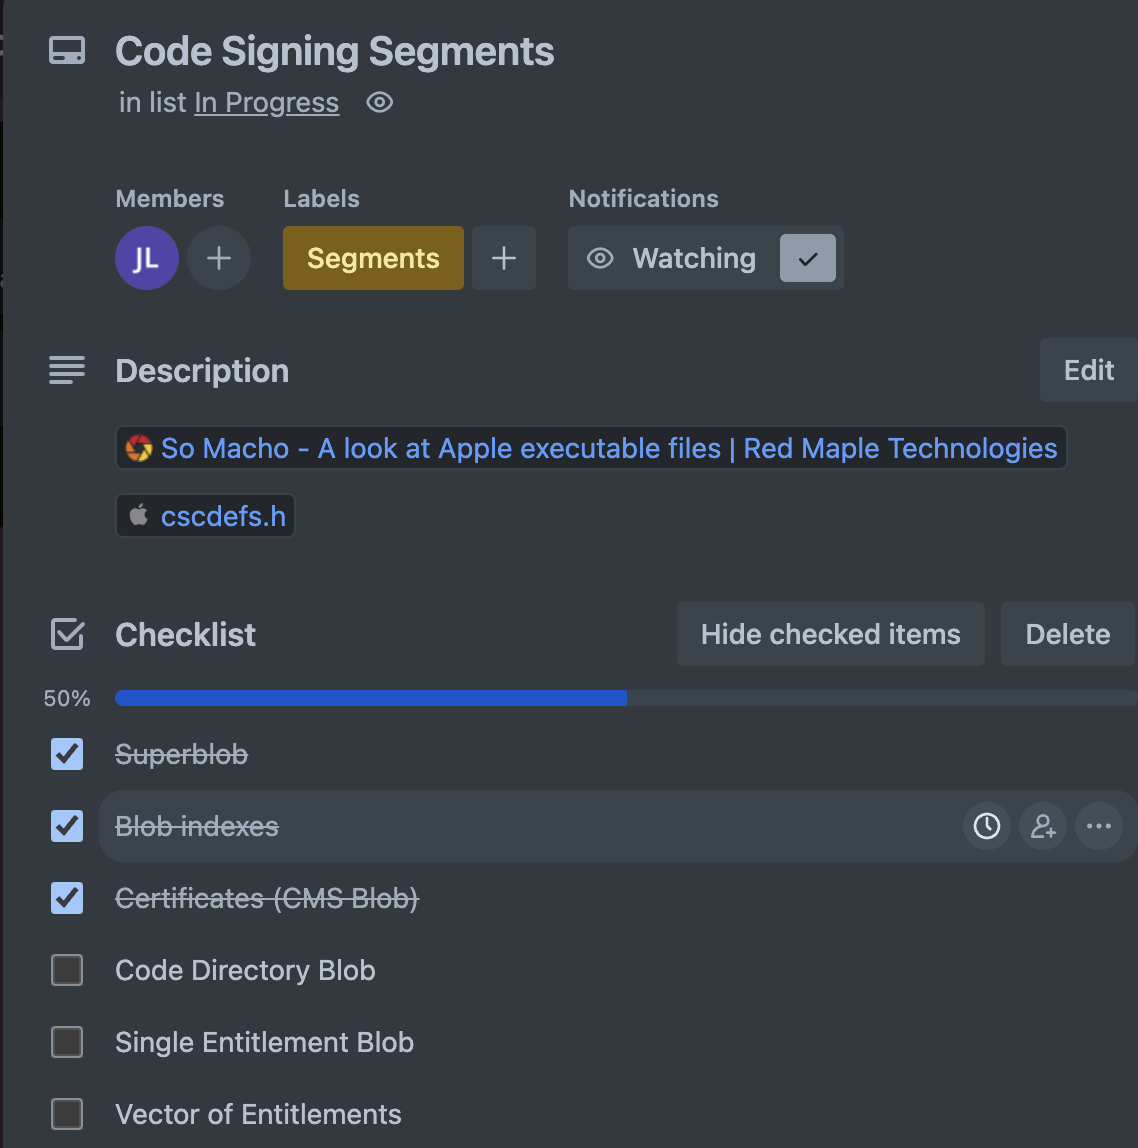 Code Signing Segments
in list In Progress
Members
Labels
Notifications
JL
Segments
Watching
Description
Edit
So Macho - A look at Apple executable files | Red Maple Technologies
cscdefs.h
Checklist
Hide checked items
Delete
50%
Superblob
Blob indexes
Certificates (CMS Blob)
Code Directory Blob
Single Entitlement Blob
Vector of Entitlements